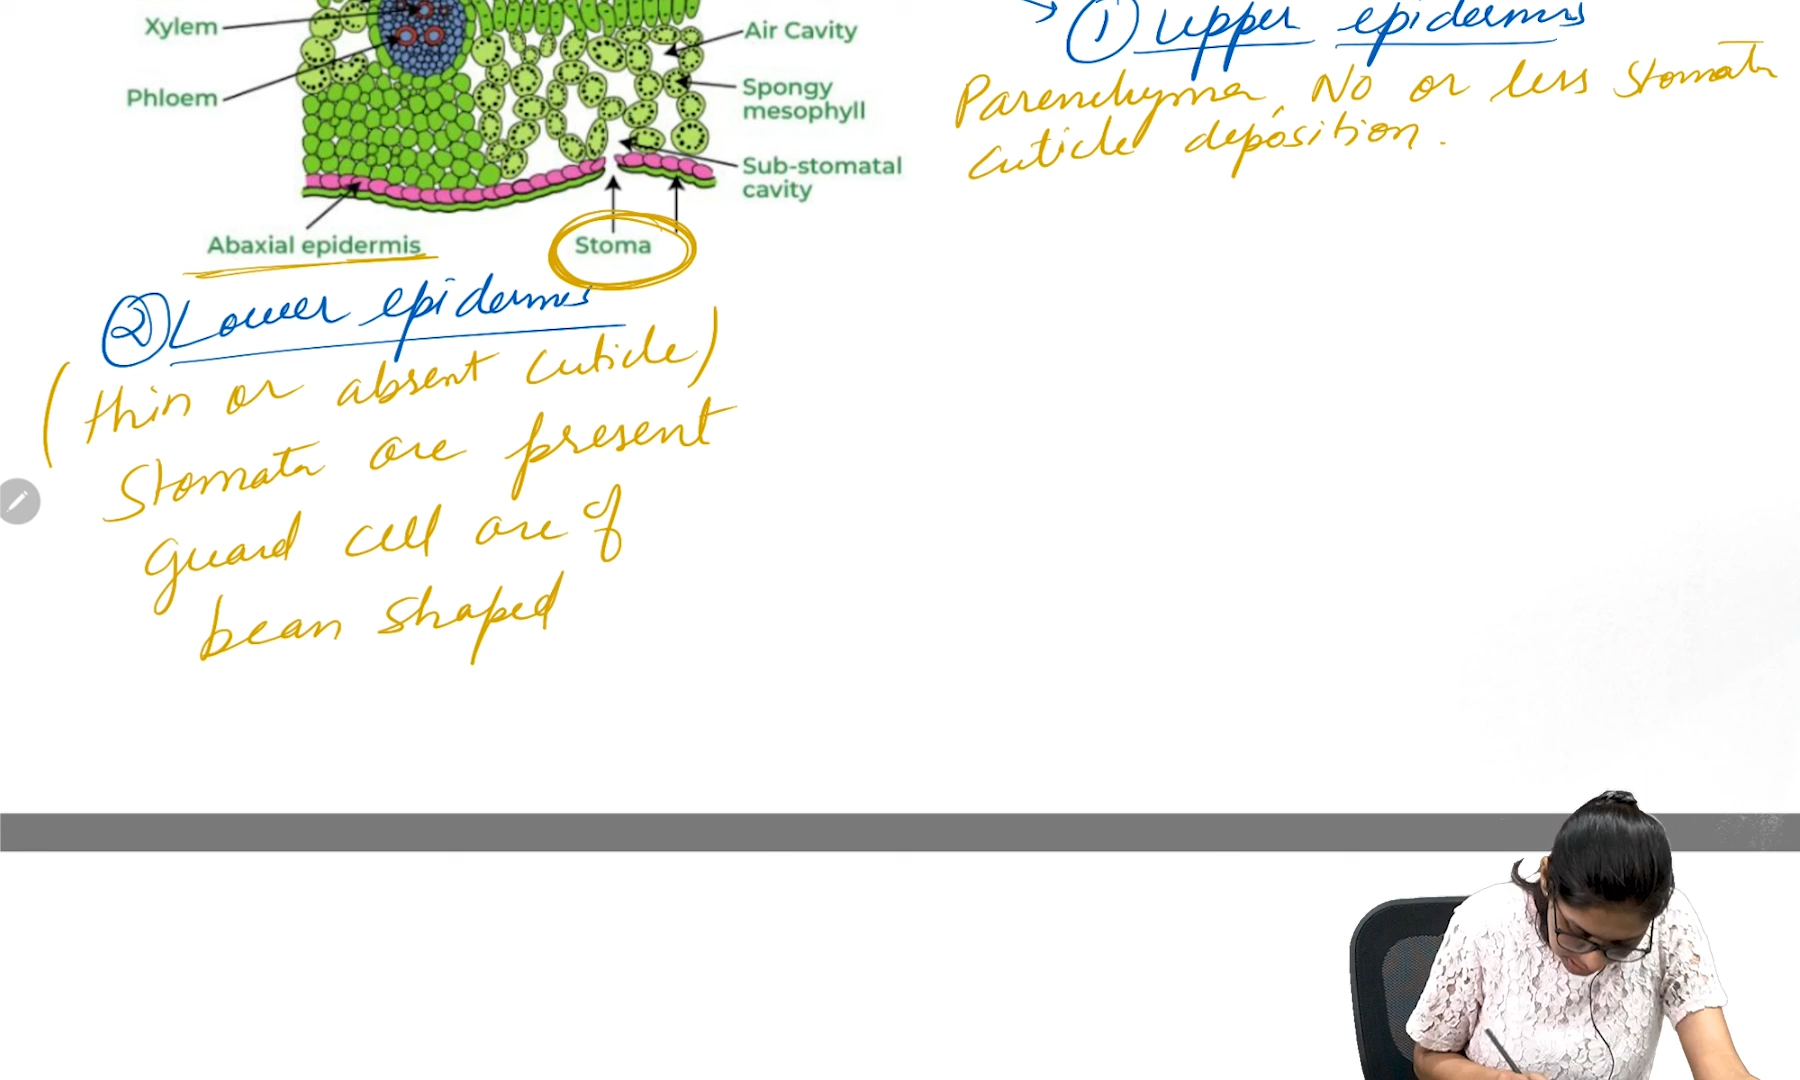 Xylem
Phloem
Air Cavity
Spongy
mesophyll
Sub-stomatal
cavity
Abaxial epidermis
Stoma
① Upper epidermis
Parenchyma, No or less stomata
cuticle deposition.
② Lower epidermis
(thin or absent cuticle)
Stomata are present
guard cell are of
bean shaped